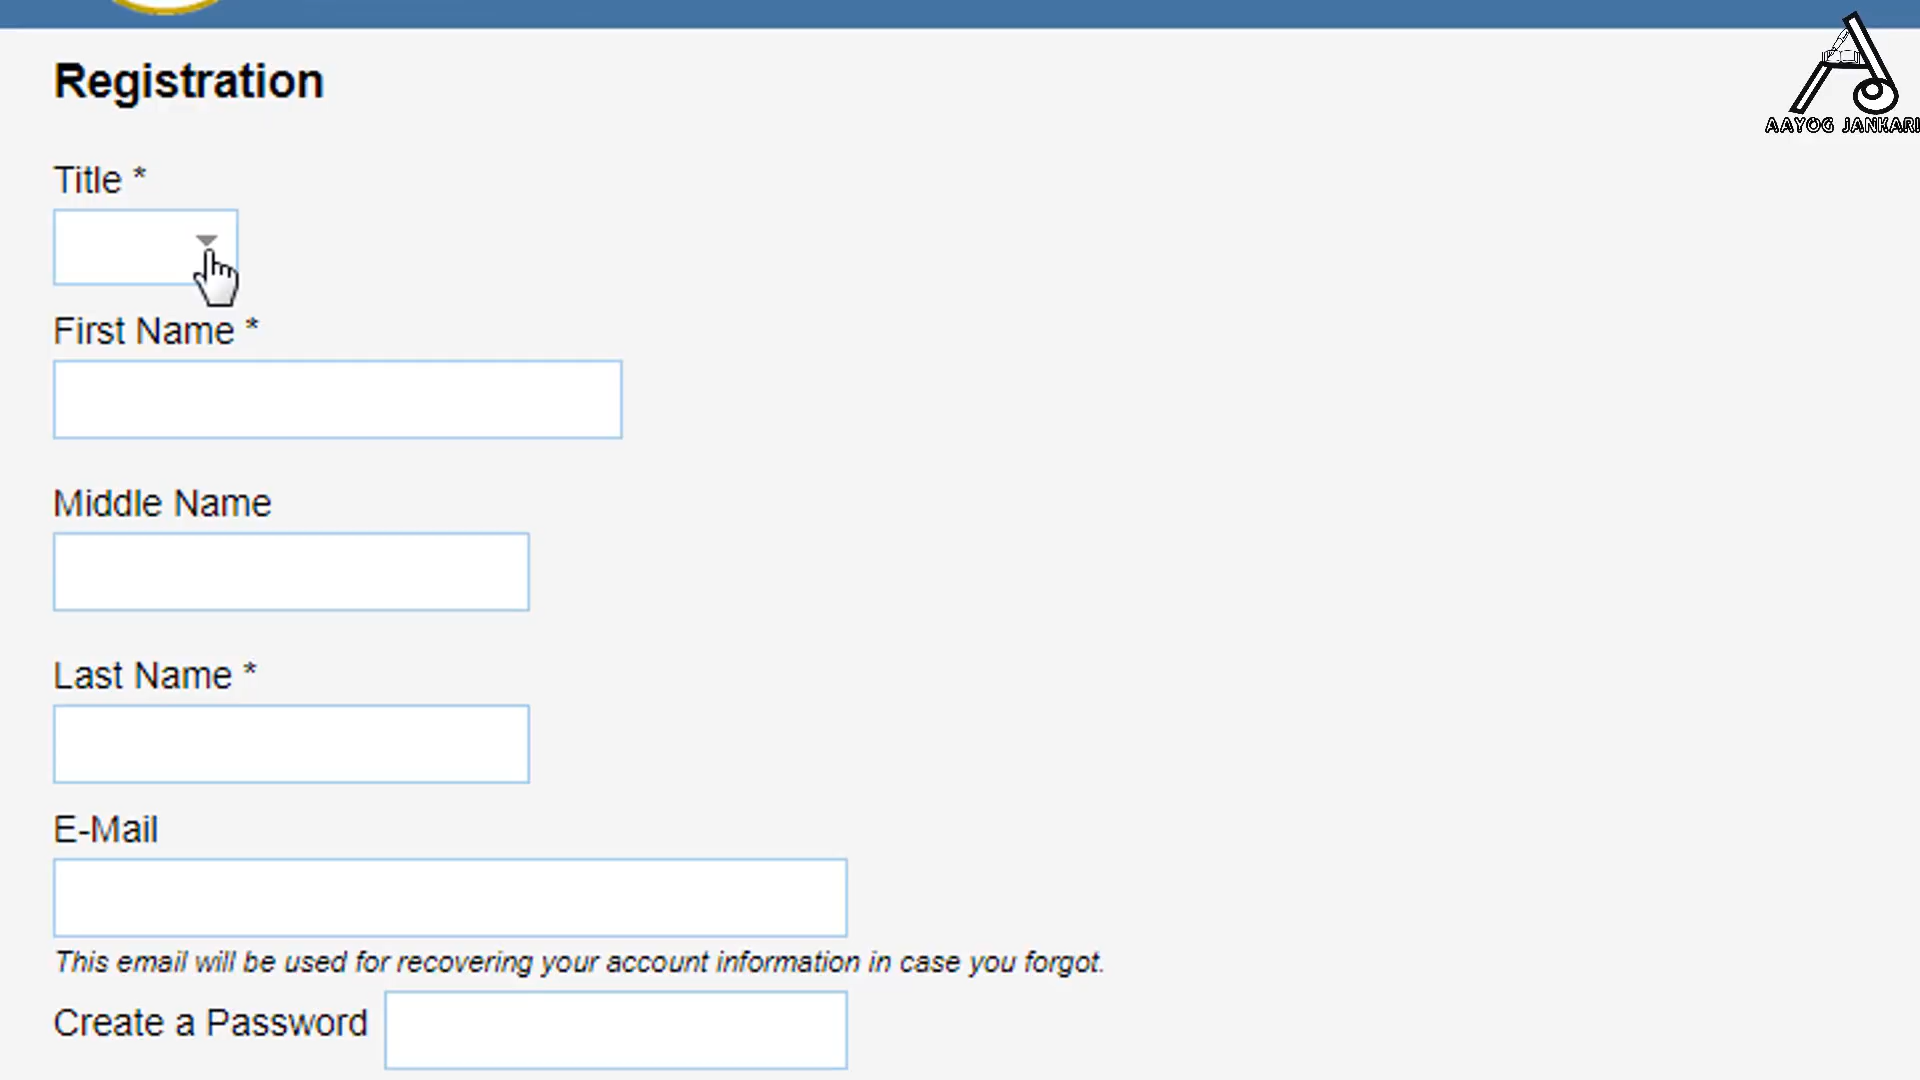 Registration
AAYOG JANKARI
Title *
First Name *
Middle Name
Last Name *
E-Mail
This email will be used for recovering your account information in case you forgot.
Create a Password